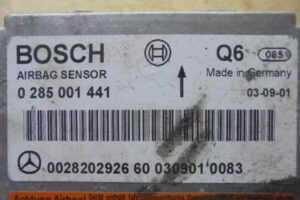 BOSCH Q6 085
AIRBAG SENSOR Made in Germany
0 285 001 441 03-09-01
0028202926 60 030901 0083